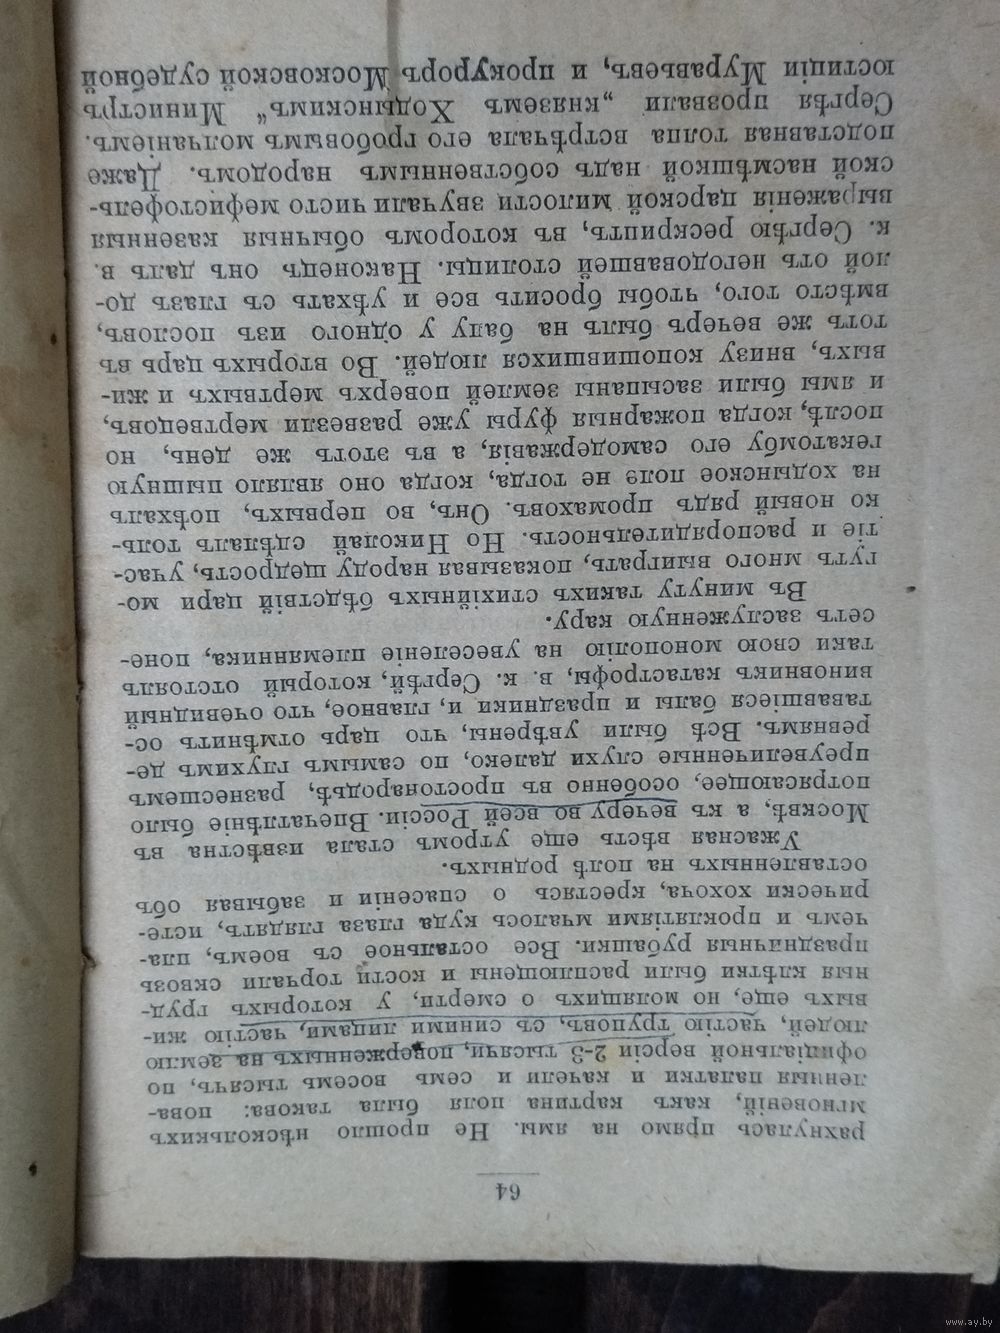 64
рахнулась прямо на ямы. Не прошло нѣсколькихъ
мгновеній, какъ картина поля была такова: пова-
ленныя палатки и качели и семь восемь тысячъ, по
офиціальной версіи 2-3 тысячи, поверженныхъ на землю
людей, частію труповъ, съ синими лицами, частію жи-
выхъ еще, но молящихъ о смерти, у которыхъ груд-
ныя клѣтки были расплющены и кости торчали сквозь
праздничныя рубашки. Все остальное съ воемъ, пла-
чемъ и проклятіями мчалось куда глаза глядятъ, исте-
рически хохоча, крестясь о спасеніи и забывая объ
оставленныхъ на полѣ родныхъ.
Ужасная вѣсть еще утромъ стала извѣстна въ
Москвѣ, а къ вечеру во всей Россіи. Впечатлѣніе было
потрясающее, особенно въ простонародьѣ, разнесшемъ
преувеличенные слухи далеко, по самымъ глухимъ де-
ревнямъ. Всѣ были увѣрены, что царь отмѣнитъ ос-
тававшіеся балы и праздники и, главное, что очевидный
виновникъ катастрофы, в. к. Сергѣй, который отстоялъ
таки свою монополію на увеселеніе племянника, поне-
сетъ заслуженную кару.
Въ минуту такихъ стихійныхъ бѣдствій цари мо-
гутъ много выиграть, показывая народу щедрость, учас-
тіе и распорядительность. Но Николай сдѣлалъ толь-
ко новый рядъ промаховъ. Онъ, во первыхъ, поѣхалъ
на ходынское поле не тогда, когда оно являло пышную
гекатомбу его самодержавія, а въ этотъ же день, но
послѣ, когда пожарныя фуры уже развезли мертвецовъ,
и ямы были засыпаны землей поверхъ мертвыхъ и жи-
выхъ, внизу копошившихся людей. Во вторыхъ царь въ
тотъ же вечеръ былъ на балу у одного изъ пословъ,
вмѣсто того, чтобы бросить все и уѣхать съ глазъ до-
лой отъ негодовавшей столицы. Наконецъ онъ далъ в.
к. Сергѣю рескриптъ, въ которомъ обычныя казенныя
выраженія царской милости звучали чисто мефистофель-
ской насмѣшкой надъ собственнымъ народомъ. Даже
подставная толпа встрѣчала его гробовымъ молчаніемъ.
Сергѣя прозвали „княземъ Ходынскимъ“ Министръ
юстиціи Муравьевъ, и прокуроръ Московской судебной
www.ay.by